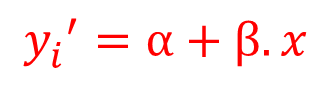 yᵢ′ = α + β. x